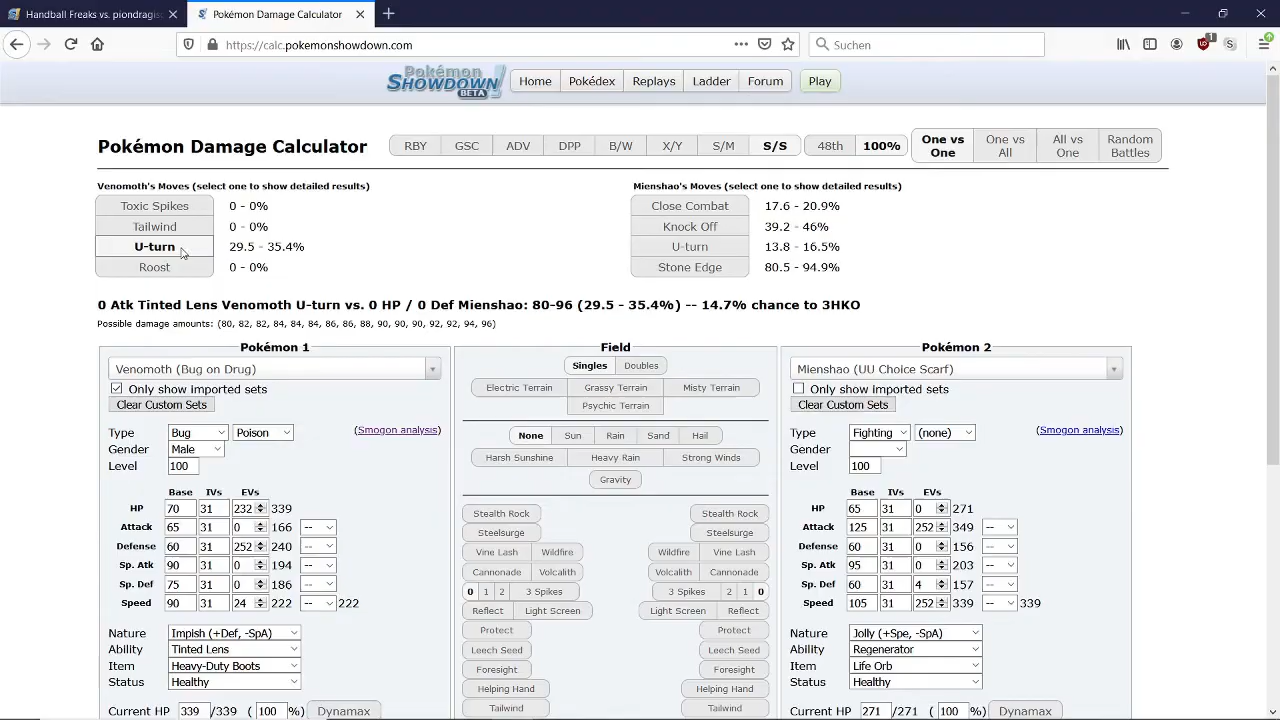 Handball Freaks vs. piondragis
Pokémon Damage Calculator
https://calc.pokemonshowdown.com
Suchen
Pokémon
SHOWDOWN!
BETA
Home
Pokédex
Replays
Ladder
Forum
Play
Pokémon Damage Calculator
RBY GSC ADV DPP B/W X/Y S/M S/S
48th 100%
One vs One
One vs All
All vs One
Random Battles
Venomoth's Moves (select one to show detailed results)
Toxic Spikes 0 - 0%
Tailwind 0 - 0%
U-turn 29.5 - 35.4%
Roost 0 - 0%
Mienshao's Moves (select one to show detailed results)
Close Combat 17.6 - 20.9%
Knock Off 39.2 - 46%
U-turn 13.8 - 16.5%
Stone Edge 80.5 - 94.9%
0 Atk Tinted Lens Venomoth U-turn vs. 0 HP / 0 Def Mienshao: 80-96 (29.5 - 35.4%) -- 14.7% chance to 3HKO
Possible damage amounts: (80, 82, 82, 84, 84, 84, 86, 86, 88, 90, 90, 90, 92, 92, 94, 96)
Pokémon 1
Venomoth (Bug on Drug)
Only show imported sets
Clear Custom Sets
Type Bug Poison (Smogon analysis)
Gender Male
Level 100
Base IVs EVs
HP 70 31 232 339
Attack 65 31 0 166 --
Defense 60 31 252 240 --
Sp. Atk 90 31 0 194 --
Sp. Def 75 31 0 186 --
Speed 90 31 24 222 -- 222
Nature Impish (+Def, -SpA)
Ability Tinted Lens
Item Heavy-Duty Boots
Status Healthy
Current HP 339 /339 ( 100 %) Dynamax
Field
Singles Doubles
Electric Terrain Grassy Terrain Misty Terrain
Psychic Terrain
None Sun Rain Sand Hail
Harsh Sunshine Heavy Rain Strong Winds
Gravity
Stealth Rock Stealth Rock
Steelsurge Steelsurge
Vine Lash Wildfire Wildfire Vine Lash
Cannonade Volcalith Volcalith Cannonade
0 1 2 3 Spikes 3 Spikes 2 1 0
Reflect Light Screen Light Screen Reflect
Protect Protect
Leech Seed Leech Seed
Foresight Foresight
Helping Hand Helping Hand
Tailwind Tailwind
Pokémon 2
Mienshao (UU Choice Scarf)
Only show imported sets
Clear Custom Sets
Type Fighting (none) (Smogon analysis)
Gender
Level 100
Base IVs EVs
HP 65 31 0 271
Attack 125 31 252 349 --
Defense 60 31 0 156 --
Sp. Atk 95 31 0 203 --
Sp. Def 60 31 4 157 --
Speed 105 31 252 339 -- 339
Nature Jolly (+Spe, -SpA)
Ability Regenerator
Item Life Orb
Status Healthy
Current HP 271 /271 ( 100 %) Dynamax